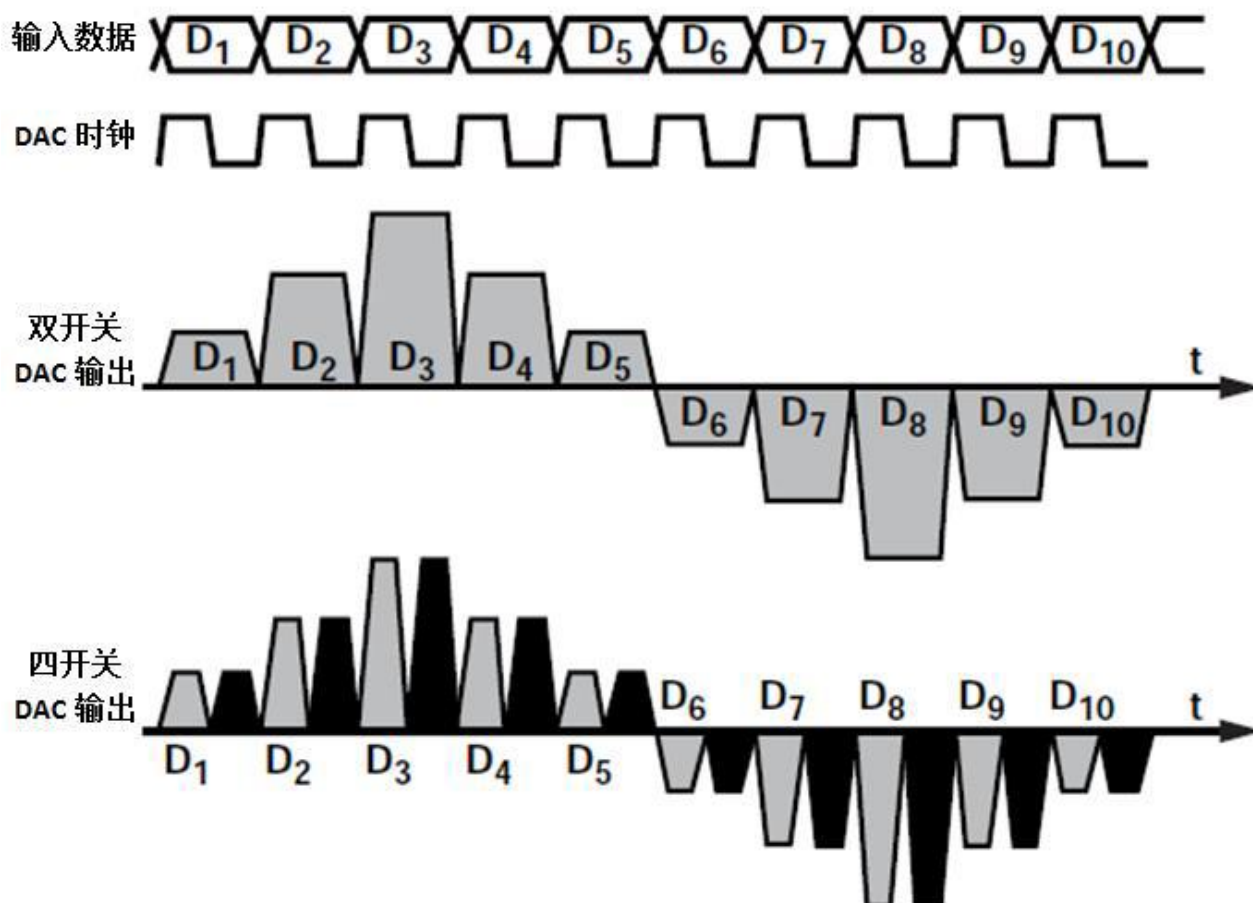 输入数据 D1 D2 D3 D4 D5 D6 D7 D8 D9 D10
DAC 时钟
双开关
DAC 输出
D1 D2 D3 D4 D5 t
D6 D7 D8 D9 D10
四开关
DAC 输出
D6 D7 D8 D9 D10 t
D1 D2 D3 D4 D5